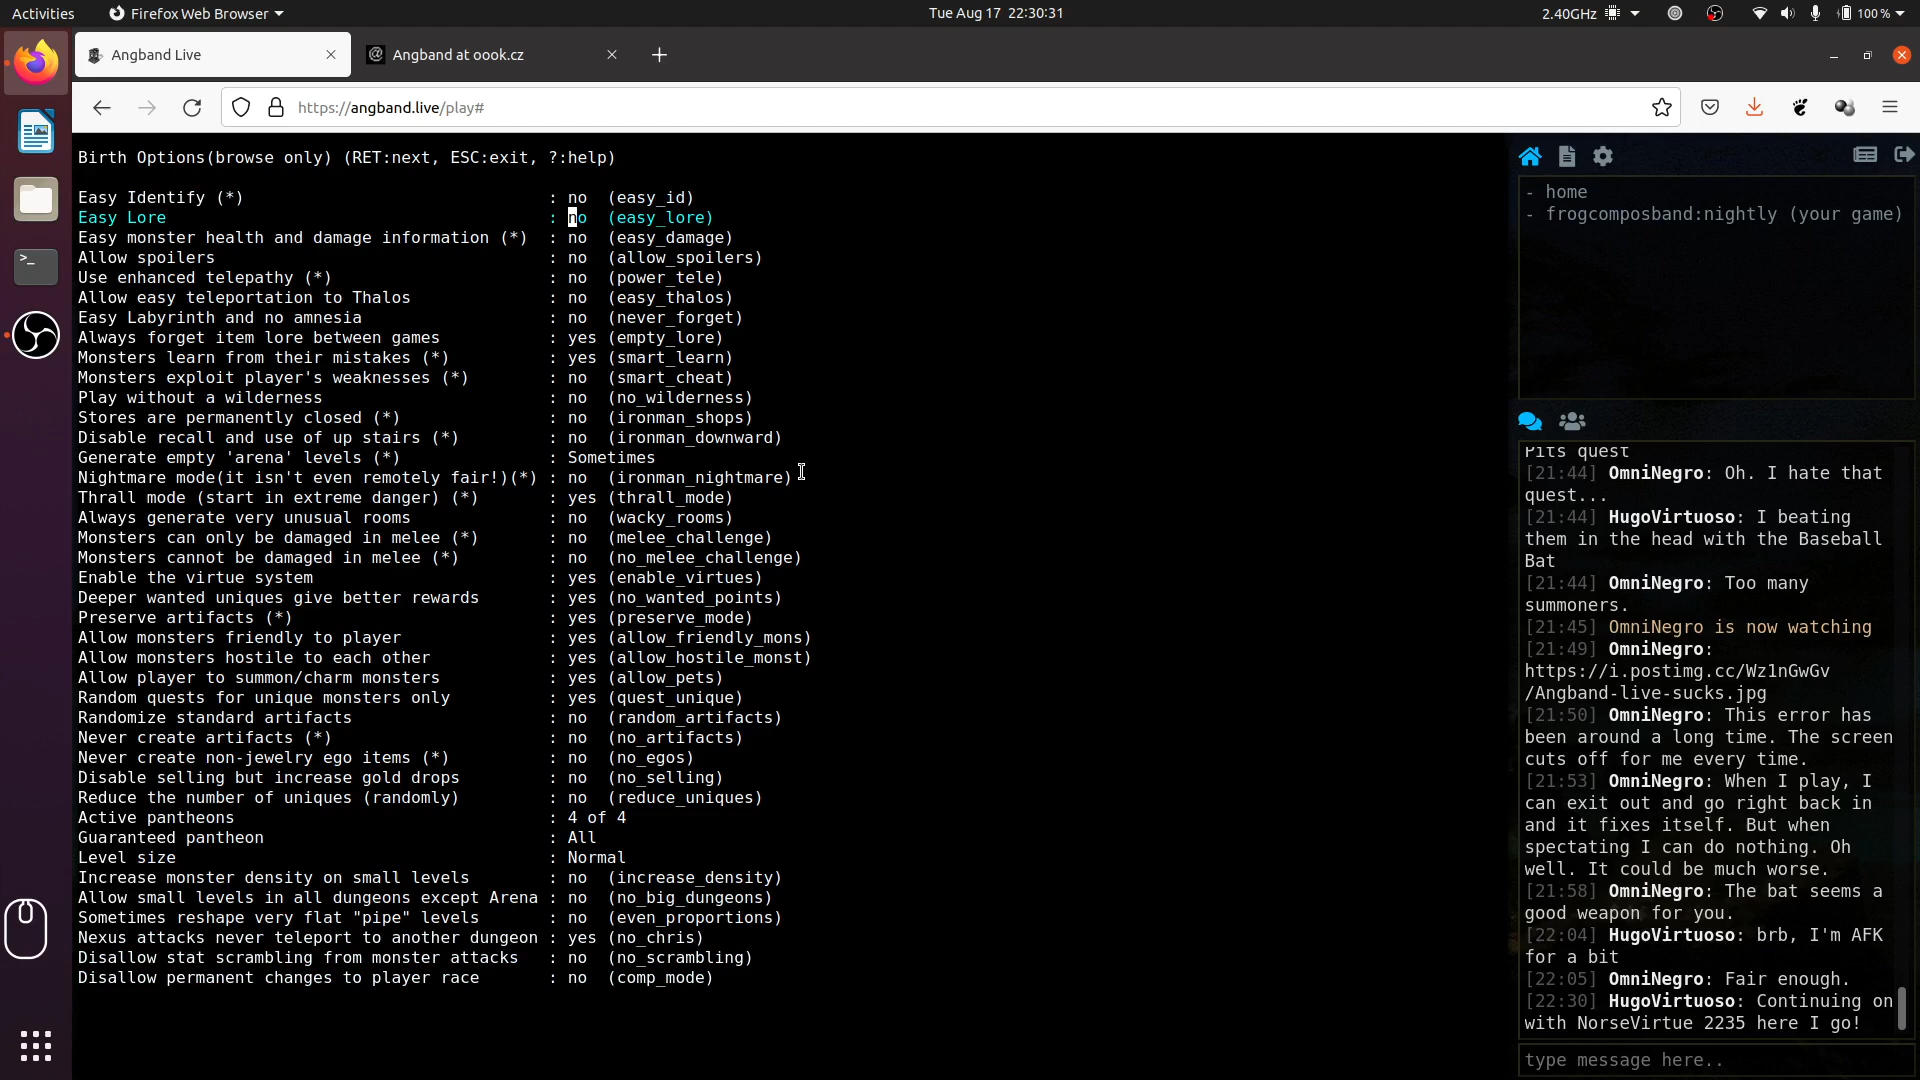 Activities
Firefox Web Browser
Tue Aug 17 22:30:31
2.40GHz
100 %
Angband Live
Angband at oook.cz
https://angband.live/play#
Birth Options(browse only) (RET:next, ESC:exit, ?:help)
Easy Identify (*) : no (easy_id)
Easy Lore : no (easy_lore)
Easy monster health and damage information (*) : no (easy_damage)
Allow spoilers : no (allow_spoilers)
Use enhanced telepathy (*) : no (power_tele)
Allow easy teleportation to Thalos : no (easy_thalos)
Easy Labyrinth and no amnesia : no (never_forget)
Always forget item lore between games : yes (empty_lore)
Monsters learn from their mistakes (*) : yes (smart_learn)
Monsters exploit player's weaknesses (*) : no (smart_cheat)
Play without a wilderness : no (no_wilderness)
Stores are permanently closed (*) : no (ironman_shops)
Disable recall and use of up stairs (*) : no (ironman_downward)
Generate empty 'arena' levels (*) : Sometimes
Nightmare mode(it isn't even remotely fair!)(*) : no (ironman_nightmare)
Thrall mode (start in extreme danger) (*) : yes (thrall_mode)
Always generate very unusual rooms : no (wacky_rooms)
Monsters can only be damaged in melee (*) : no (melee_challenge)
Monsters cannot be damaged in melee (*) : no (no_melee_challenge)
Enable the virtue system : yes (enable_virtues)
Deeper wanted uniques give better rewards : yes (no_wanted_points)
Preserve artifacts (*) : yes (preserve_mode)
Allow monsters friendly to player : yes (allow_friendly_mons)
Allow monsters hostile to each other : yes (allow_hostile_monst)
Allow player to summon/charm monsters : yes (allow_pets)
Random quests for unique monsters only : yes (quest_unique)
Randomize standard artifacts : no (random_artifacts)
Never create artifacts (*) : no (no_artifacts)
Never create non-jewelry ego items (*) : no (no_egos)
Disable selling but increase gold drops : no (no_selling)
Reduce the number of uniques (randomly) : no (reduce_uniques)
Active pantheons : 4 of 4
Guaranteed pantheon : All
Level size : Normal
Increase monster density on small levels : no (increase_density)
Allow small levels in all dungeons except Arena : no (no_big_dungeons)
Sometimes reshape very flat "pipe" levels : no (even_proportions)
Nexus attacks never teleport to another dungeon : yes (no_chris)
Disallow stat scrambling from monster attacks : no (no_scrambling)
Disallow permanent changes to player race : no (comp_mode)
- home
- frogcomposband:nightly (your game)
Pits quest
[21:44] OmniNegro: Oh. I hate that
quest...
[21:44] HugoVirtuoso: I beating
them in the head with the Baseball
Bat
[21:44] OmniNegro: Too many
summoners.
[21:45] OmniNegro is now watching
[21:49] OmniNegro:
https://i.postimg.cc/Wz1nGwGv
/Angband-live-sucks.jpg
[21:50] OmniNegro: This error has
been around a long time. The screen
cuts off for me every time.
[21:53] OmniNegro: When I play, I
can exit out and go right back in
and it fixes itself. But when
spectating I can do nothing. Oh
well. It could be much worse.
[21:58] OmniNegro: The bat seems a
good weapon for you.
[22:04] HugoVirtuoso: brb, I'm AFK
for a bit
[22:05] OmniNegro: Fair enough.
[22:30] HugoVirtuoso: Continuing on
with NorseVirtue 2235 here I go!
type message here..